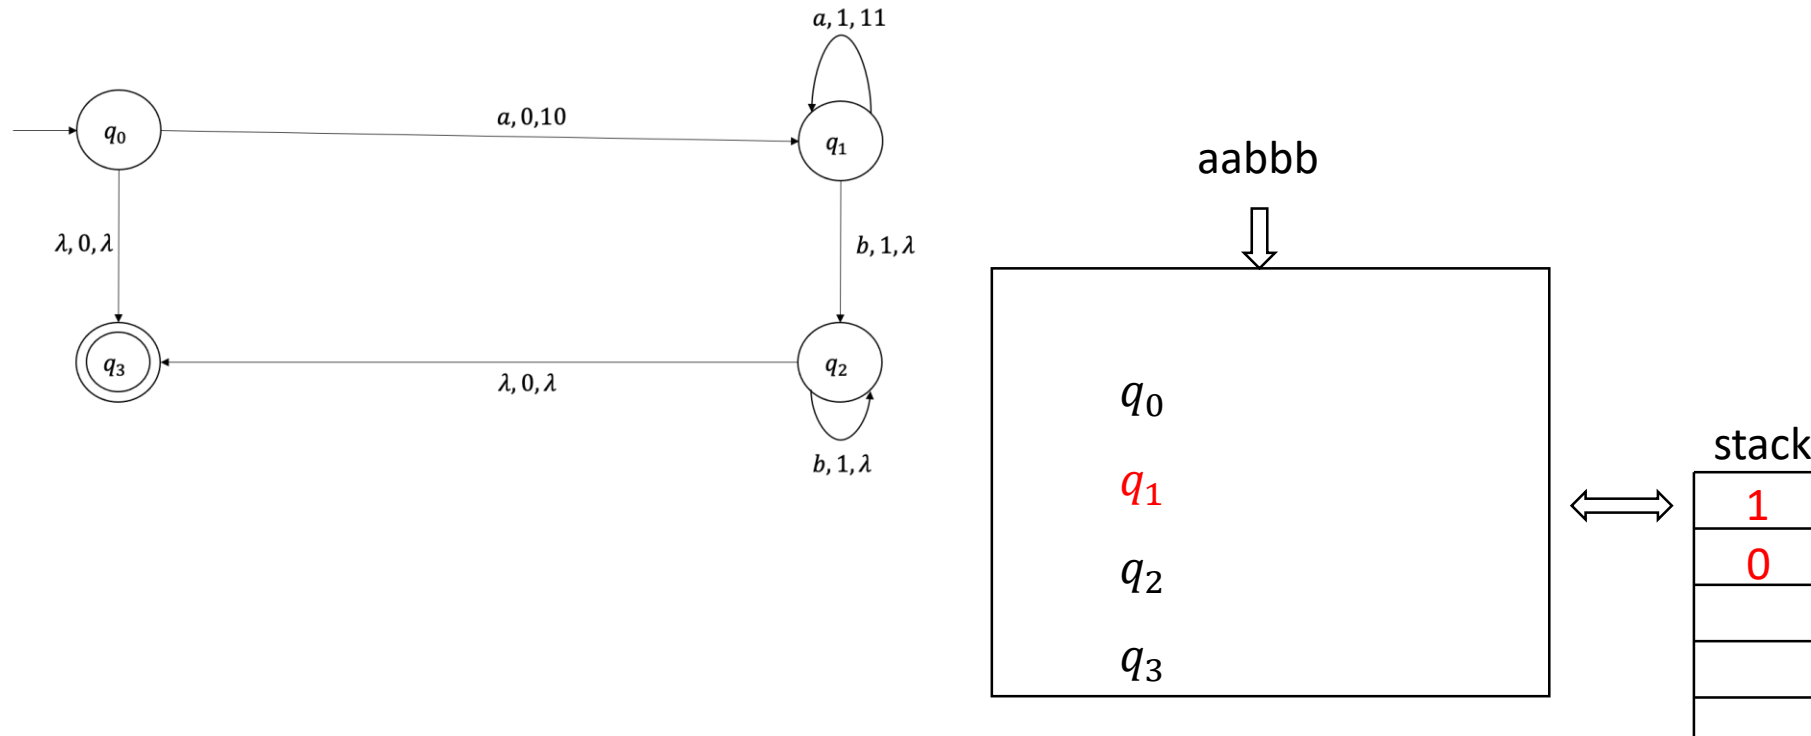 a, 1, 11
q₀
a, 0,10
q₁
λ, 0, λ
b, 1, λ
q₃
λ, 0, λ
q₂
b, 1, λ
aabbb
q₀
q₁
q₂
q₃
stack
1
0